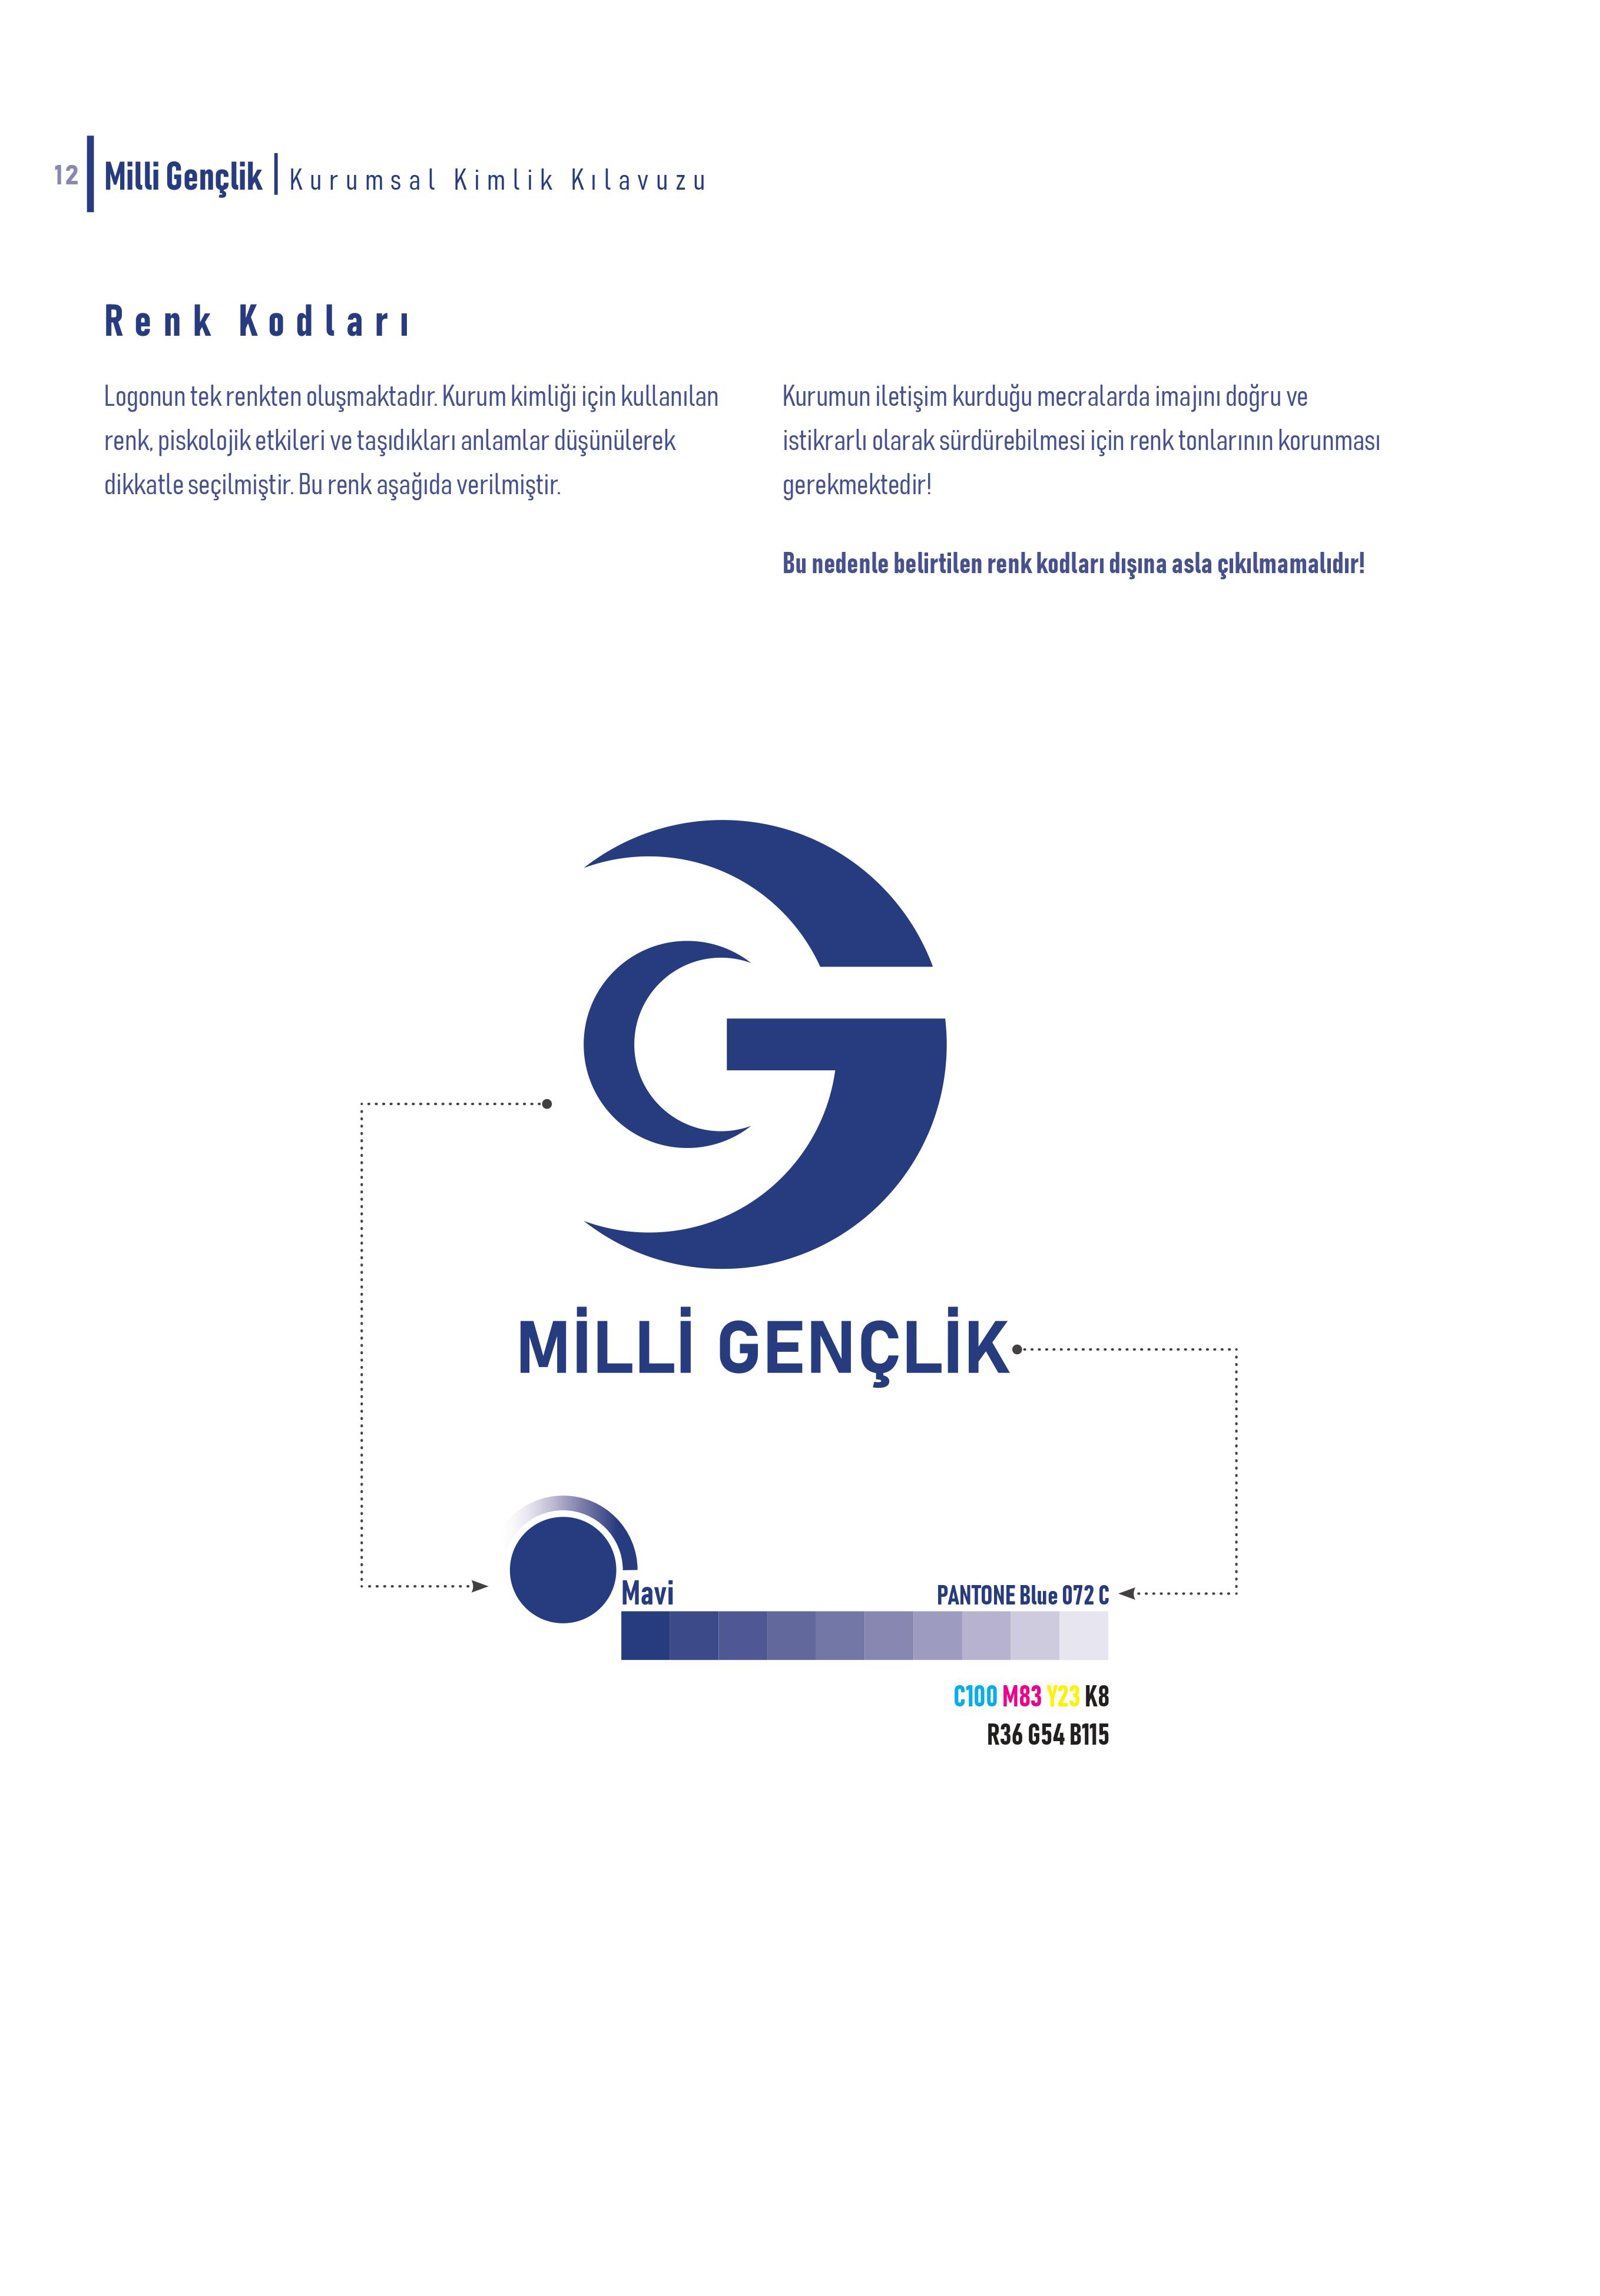 12
Milli Gençlik | Kurumsal Kimlik Kılavuzu
Renk Kodları
Logonun tek renkten oluşmaktadır. Kurum kimliği için kullanılan
renk, piskolojik etkileri ve taşıdıkları anlamlar düşünülerek
dikkatle seçilmiştir. Bu renk aşağıda verilmiştir.
Kurumun iletişim kurduğu mecralarda imajını doğru ve
istikrarlı olarak sürdürebilmesi için renk tonlarının korunması
gerekmektedir!
Bu nedenle belirtilen renk kodları dışına asla çıkılmamalıdır!
MİLLİ GENÇLİK
Mavi
PANTONE Blue 072 C
C100 M83 Y23 K8
R36 G54 B115